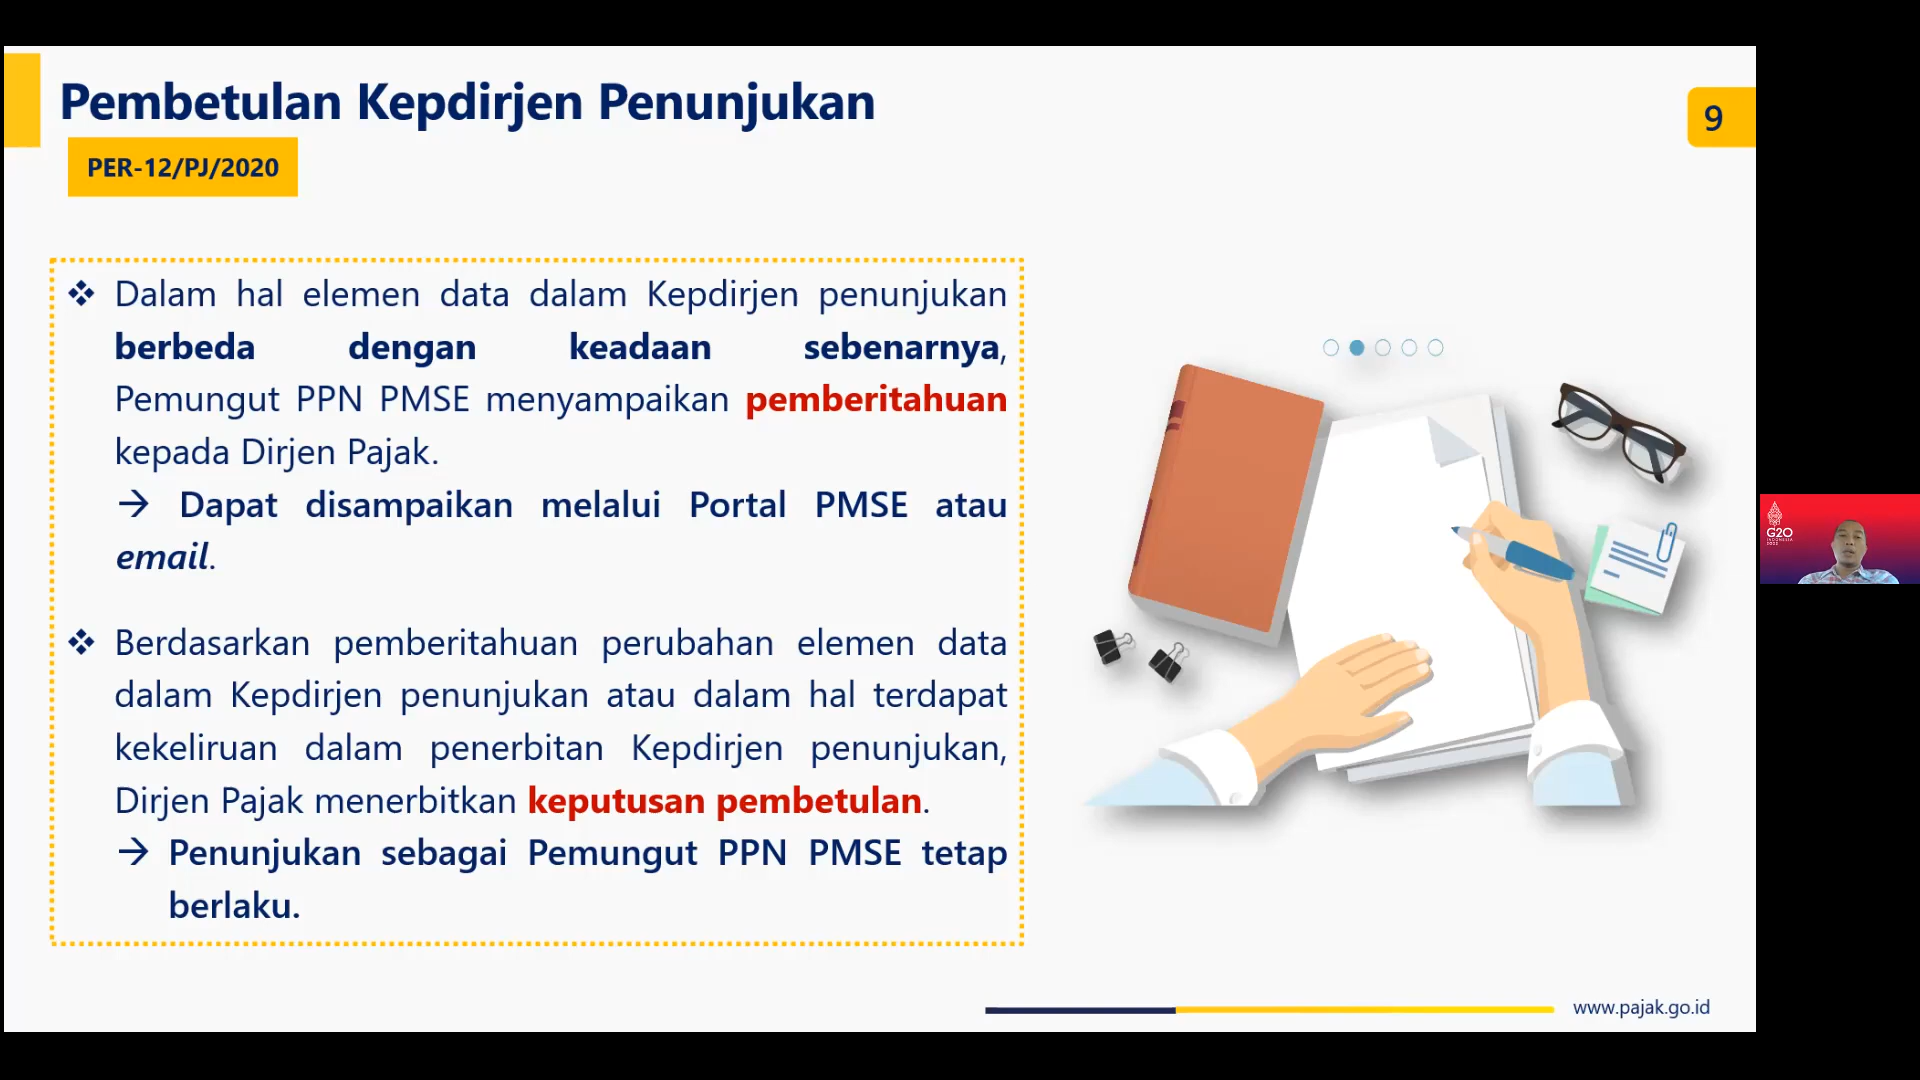 Pembetulan Kepdirjen Penunjukan
9
PER-12/PJ/2020
❖ Dalam hal elemen data dalam Kepdirjen penunjukan
berbeda dengan keadaan sebenarnya,
Pemungut PPN PMSE menyampaikan pemberitahuan
kepada Dirjen Pajak.
→ Dapat disampaikan melalui Portal PMSE atau
email.
❖ Berdasarkan pemberitahuan perubahan elemen data
dalam Kepdirjen penunjukan atau dalam hal terdapat
kekeliruan dalam penerbitan Kepdirjen penunjukan,
Dirjen Pajak menerbitkan keputusan pembetulan.
→ Penunjukan sebagai Pemungut PPN PMSE tetap
berlaku.
www.pajak.go.id
G20
INDONESIA
2022